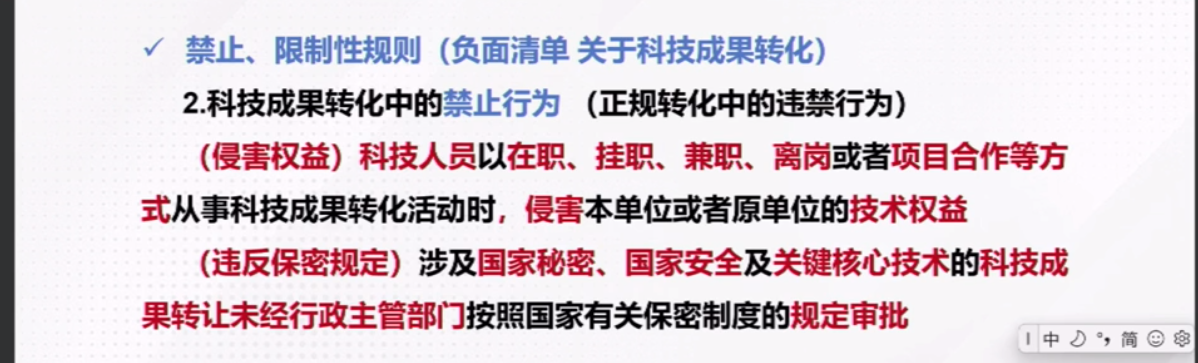 ✓ 禁止、限制性规则（负面清单 关于科技成果转化）
2.科技成果转化中的禁止行为 （正规转化中的违禁行为）
（侵害权益）科技人员以在职、挂职、兼职、离岗或者项目合作等方
式从事科技成果转化活动时，侵害本单位或者原单位的技术权益
（违反保密规定）涉及国家秘密、国家安全及关键核心技术的科技成
果转让未经行政主管部门按照国家有关保密制度的规定审批
中 简